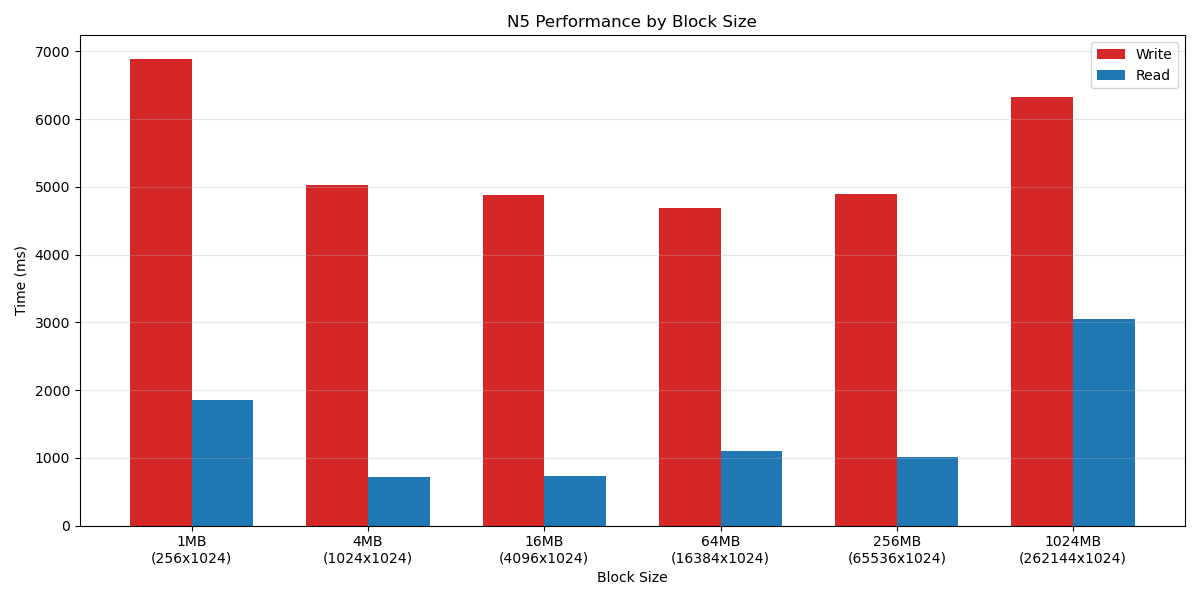 N5 Performance by Block Size
Write
Read
Time (ms)
7000
6000
5000
4000
3000
2000
1000
0
1MB
(256x1024)
4MB
(1024x1024)
16MB
(4096x1024)
64MB
(16384x1024)
256MB
(65536x1024)
1024MB
(262144x1024)
Block Size